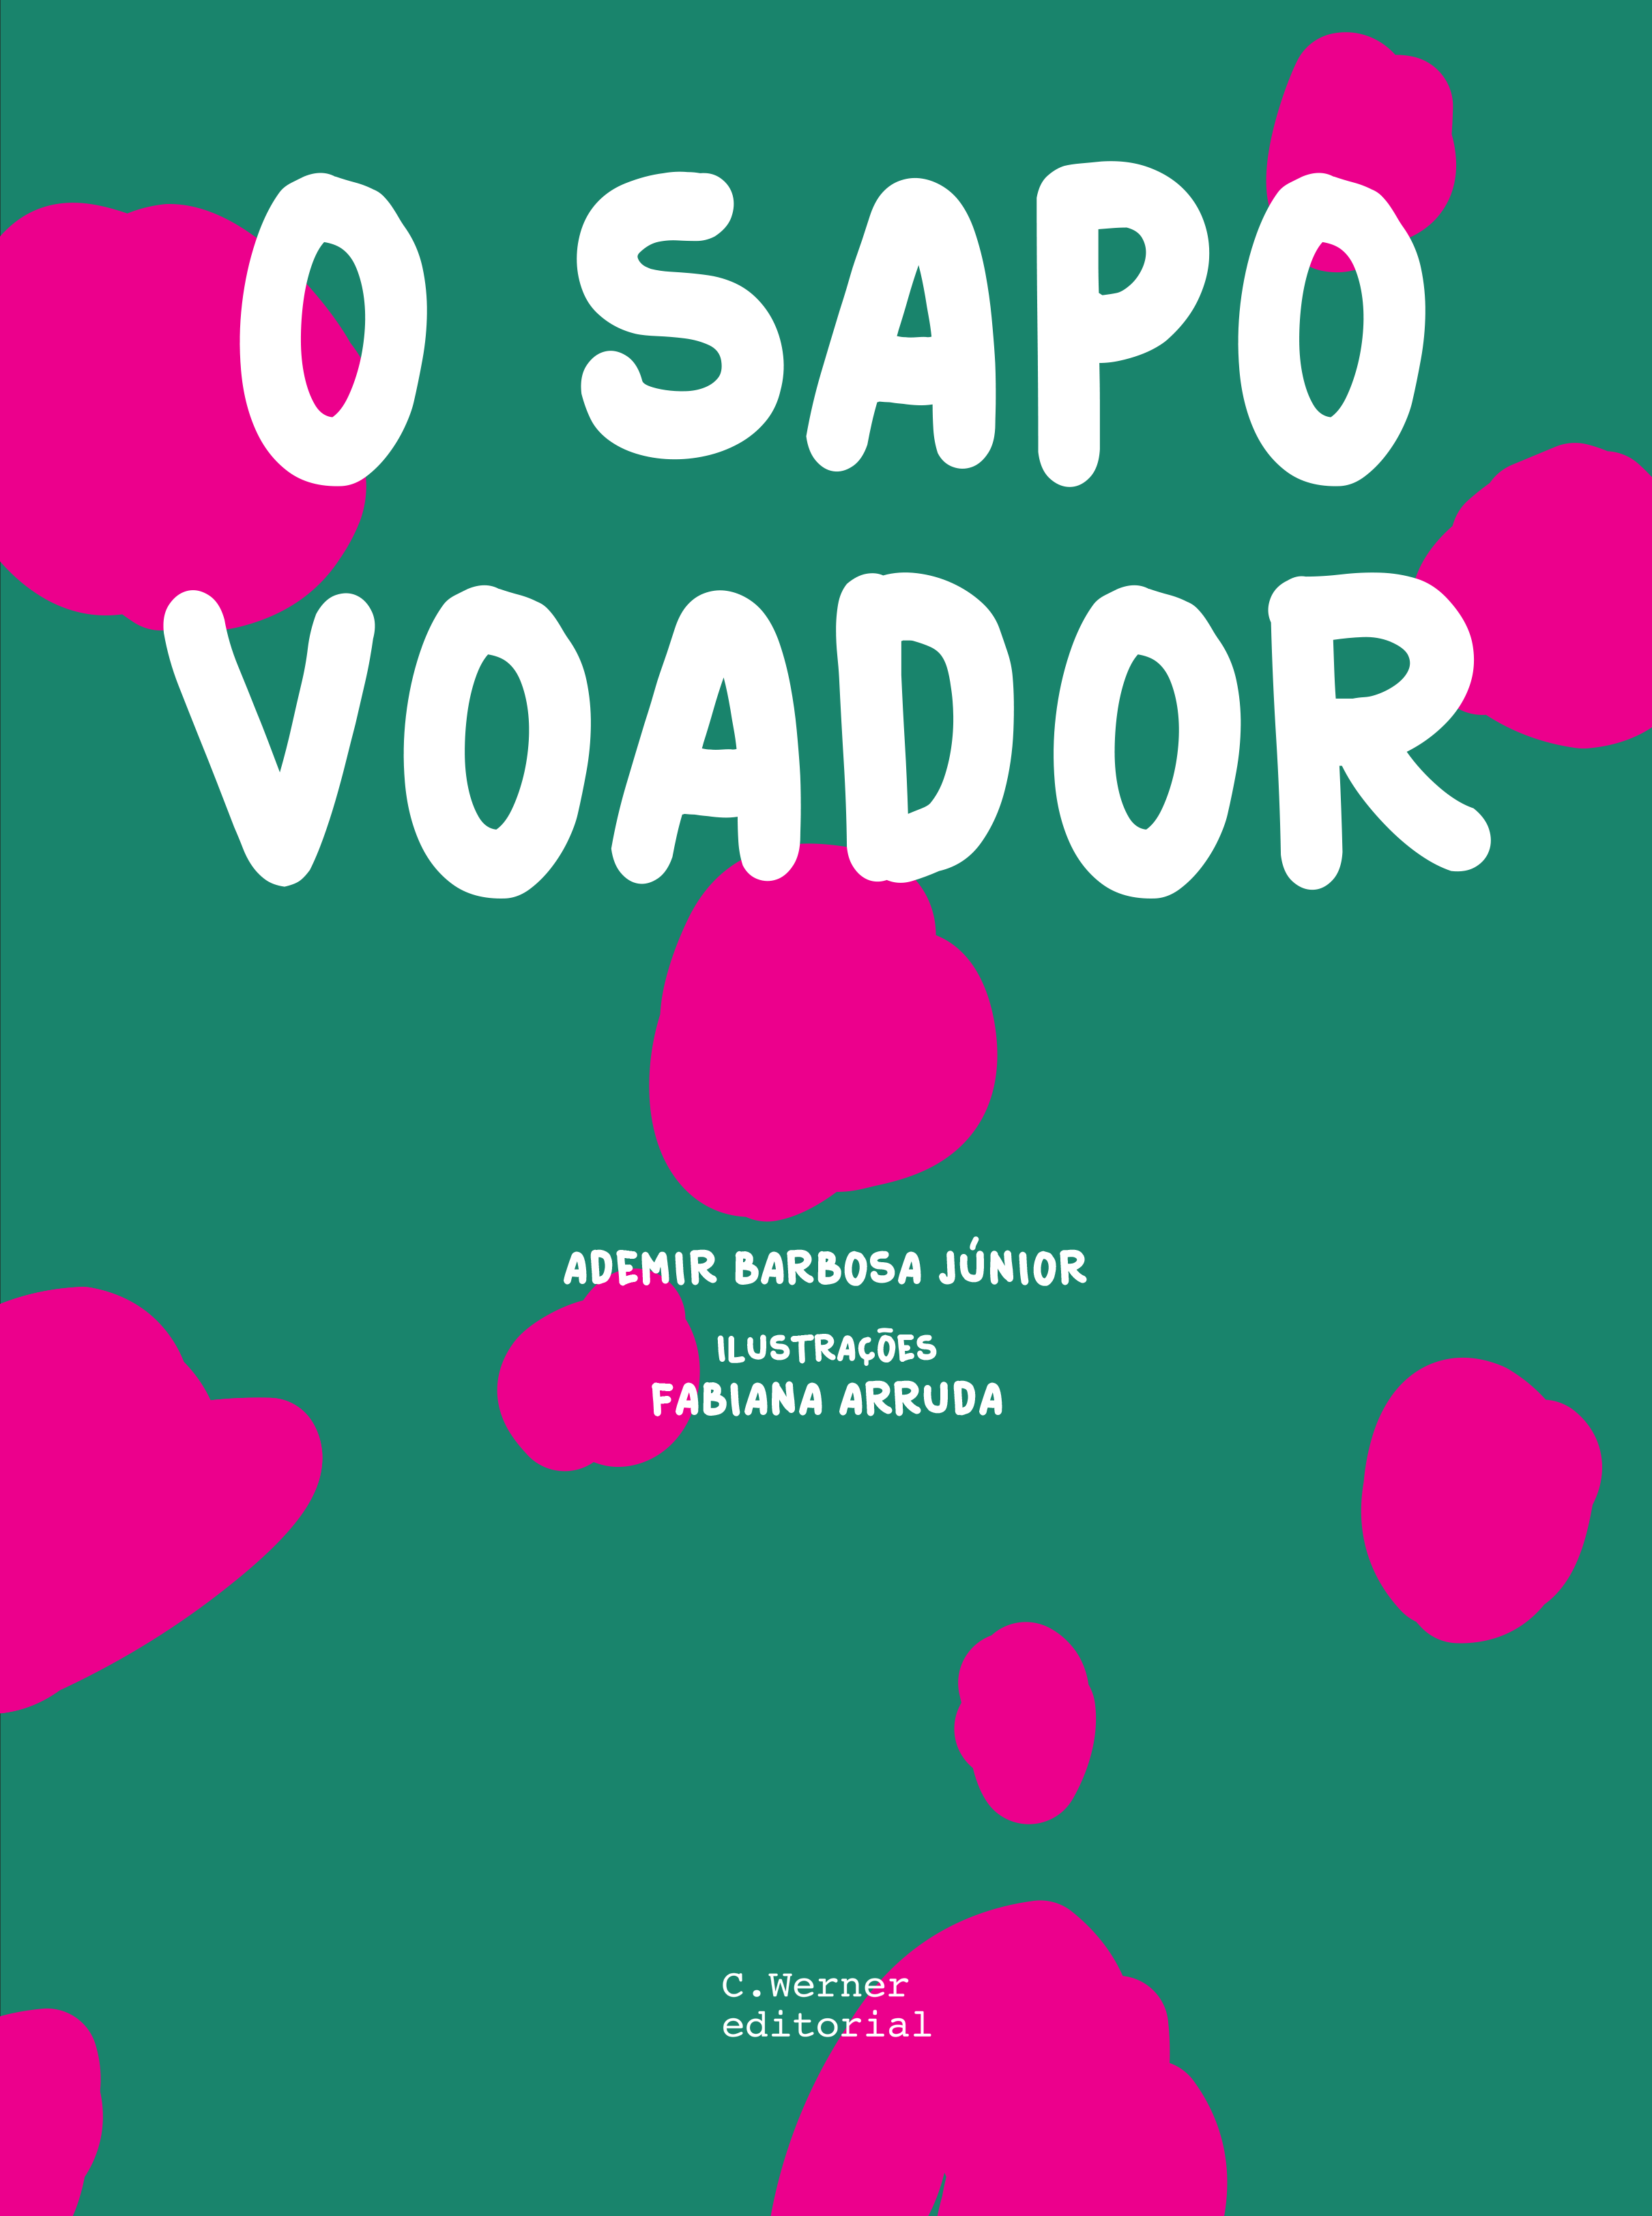 O SAPO
VOADOR
ADEMIR BARBOSA JÚNIOR
ILUSTRAÇÕES
FABIANA ARRUDA
C.Werner
editorial